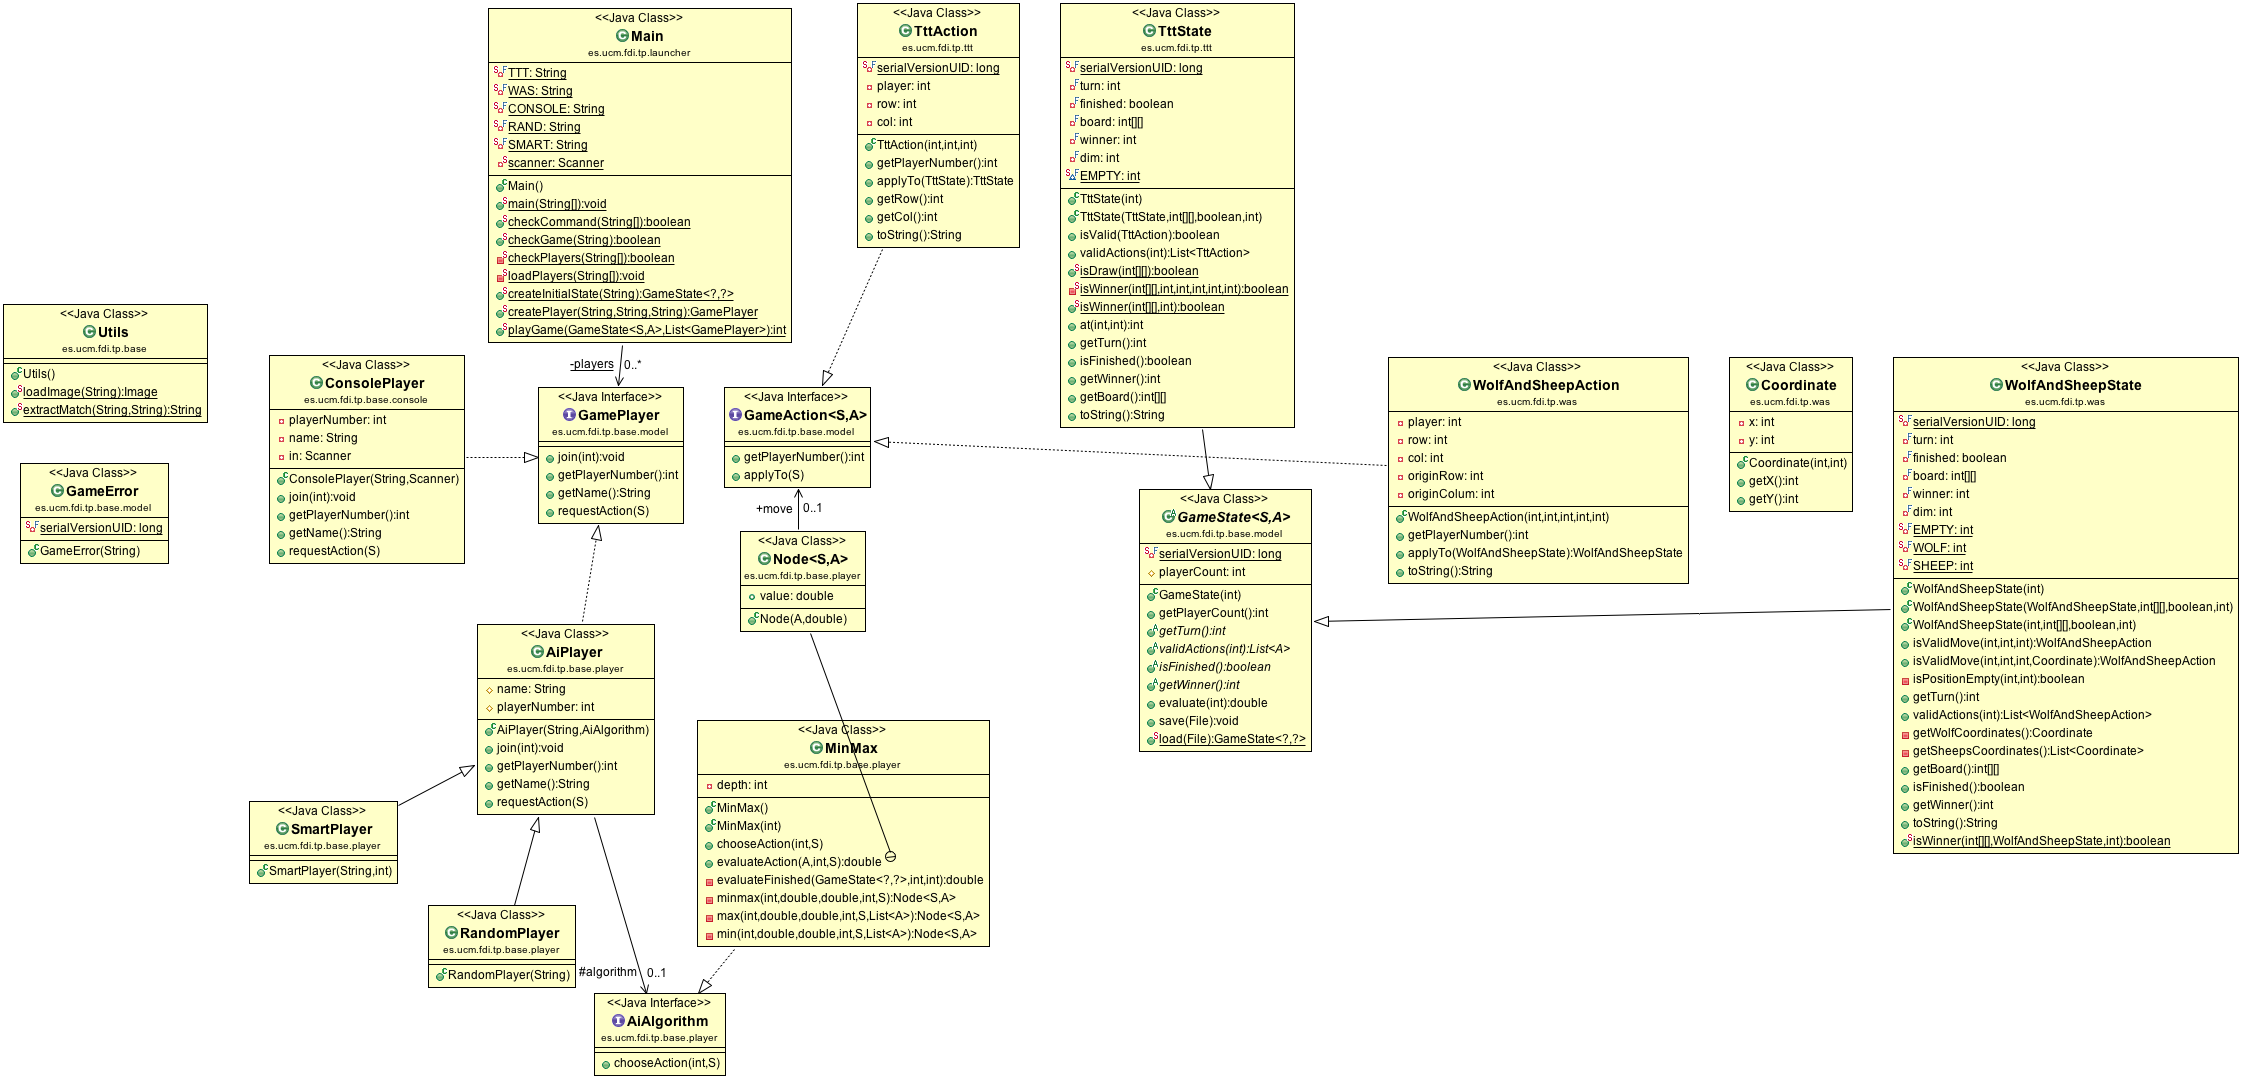 <<Java Class>>
Main
es.ucm.fdi.tp.launcher
TTT: String
WAS: String
CONSOLE: String
RAND: String
SMART: String
scanner: Scanner
Main()
main(String[]):void
checkCommand(String[]):boolean
checkGame(String):boolean
checkPlayers(String[]):boolean
loadPlayers(String[]):void
createInitialState(String):GameState<?,?>
createPlayer(String,String,String):GamePlayer
playGame(GameState<S,A>,List<GamePlayer>):int
<<Java Class>>
TttAction
es.ucm.fdi.tp.ttt
serialVersionUID: long
player: int
row: int
col: int
TttAction(int,int,int)
getPlayerNumber():int
applyTo(TttState):TttState
getRow():int
getCol():int
toString():String
<<Java Class>>
TttState
es.ucm.fdi.tp.ttt
serialVersionUID: long
turn: int
finished: boolean
board: int[][]
winner: int
dim: int
EMPTY: int
TttState(int)
TttState(TttState,int[][],boolean,int)
isValid(TttAction):boolean
validActions(int):List<TttAction>
isDraw(int[][]):boolean
isWinner(int[][],int,int,int,int,int):boolean
isWinner(int[][],int):boolean
at(int,int):int
getTurn():int
isFinished():boolean
getWinner():int
getBoard():int[][]
toString():String
<<Java Class>>
Utils
es.ucm.fdi.tp.base
Utils()
loadImage(String):Image
extractMatch(String,String):String
<<Java Class>>
GameError
es.ucm.fdi.tp.base.model
serialVersionUID: long
GameError(String)
<<Java Class>>
ConsolePlayer
es.ucm.fdi.tp.base.console
playerNumber: int
name: String
in: Scanner
ConsolePlayer(String,Scanner)
join(int):void
getPlayerNumber():int
getName():String
requestAction(S)
-players
0..*
<<Java Interface>>
GamePlayer
es.ucm.fdi.tp.base.model
join(int):void
getPlayerNumber():int
getName():String
requestAction(S)
<<Java Interface>>
GameAction<S,A>
es.ucm.fdi.tp.base.model
getPlayerNumber():int
applyTo(S)
+move
0..1
<<Java Class>>
Node<S,A>
es.ucm.fdi.tp.base.player
value: double
Node(A,double)
<<Java Class>>
GameState<S,A>
es.ucm.fdi.tp.base.model
serialVersionUID: long
playerCount: int
GameState(int)
getPlayerCount():int
getTurn():int
validActions(int):List<A>
isFinished():boolean
getWinner():int
evaluate(int):double
save(File):void
load(File):GameState<?,?>
<<Java Class>>
WolfAndSheepAction
es.ucm.fdi.tp.was
player: int
row: int
col: int
originRow: int
originColum: int
WolfAndSheepAction(int,int,int,int,int)
getPlayerNumber():int
applyTo(WolfAndSheepState):WolfAndSheepState
toString():String
<<Java Class>>
Coordinate
es.ucm.fdi.tp.was
x: int
y: int
Coordinate(int,int)
getX():int
getY():int
<<Java Class>>
WolfAndSheepState
es.ucm.fdi.tp.was
serialVersionUID: long
turn: int
finished: boolean
board: int[][]
winner: int
dim: int
EMPTY: int
WOLF: int
SHEEP: int
WolfAndSheepState(int)
WolfAndSheepState(WolfAndSheepState,int[][],boolean,int)
WolfAndSheepState(int,int[][],boolean,int)
isValidMove(int,int,int):WolfAndSheepAction
isValidMove(int,int,int,Coordinate):WolfAndSheepAction
isPositionEmpty(int,int):boolean
getTurn():int
validActions(int):List<WolfAndSheepAction>
getWolfCoordinates():Coordinate
getSheepsCoordinates():List<Coordinate>
getBoard():int[][]
isFinished():boolean
getWinner():int
toString():String
isWinner(int[][],WolfAndSheepState,int):boolean
<<Java Class>>
AiPlayer
es.ucm.fdi.tp.base.player
name: String
playerNumber: int
AiPlayer(String,AiAlgorithm)
join(int):void
getPlayerNumber():int
getName():String
requestAction(S)
<<Java Class>>
MinMax
es.ucm.fdi.tp.base.player
depth: int
MinMax()
MinMax(int)
chooseAction(int,S)
evaluateAction(A,int,S):double
evaluateFinished(GameState<?,?>,int,int):double
minmax(int,double,double,int,S):Node<S,A>
max(int,double,double,int,S,List<A>):Node<S,A>
min(int,double,double,int,S,List<A>):Node<S,A>
<<Java Class>>
SmartPlayer
es.ucm.fdi.tp.base.player
SmartPlayer(String,int)
<<Java Class>>
RandomPlayer
es.ucm.fdi.tp.base.player
RandomPlayer(String)
#algorithm
0..1
<<Java Interface>>
AiAlgorithm
es.ucm.fdi.tp.base.player
chooseAction(int,S)